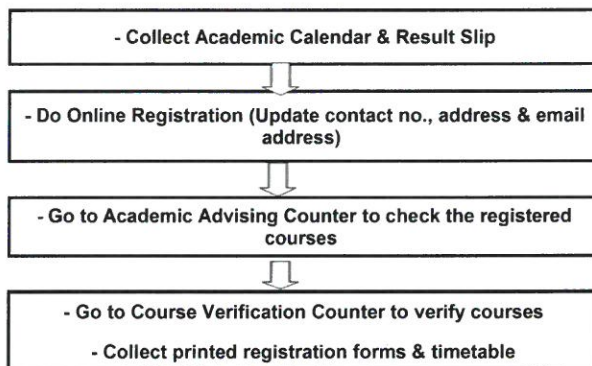 - Collect Academic Calendar & Result Slip
- Do Online Registration (Update contact no., address & email
address)
- Go to Academic Advising Counter to check the registered
courses
- Go to Course Verification Counter to verify courses
- Collect printed registration forms & timetable